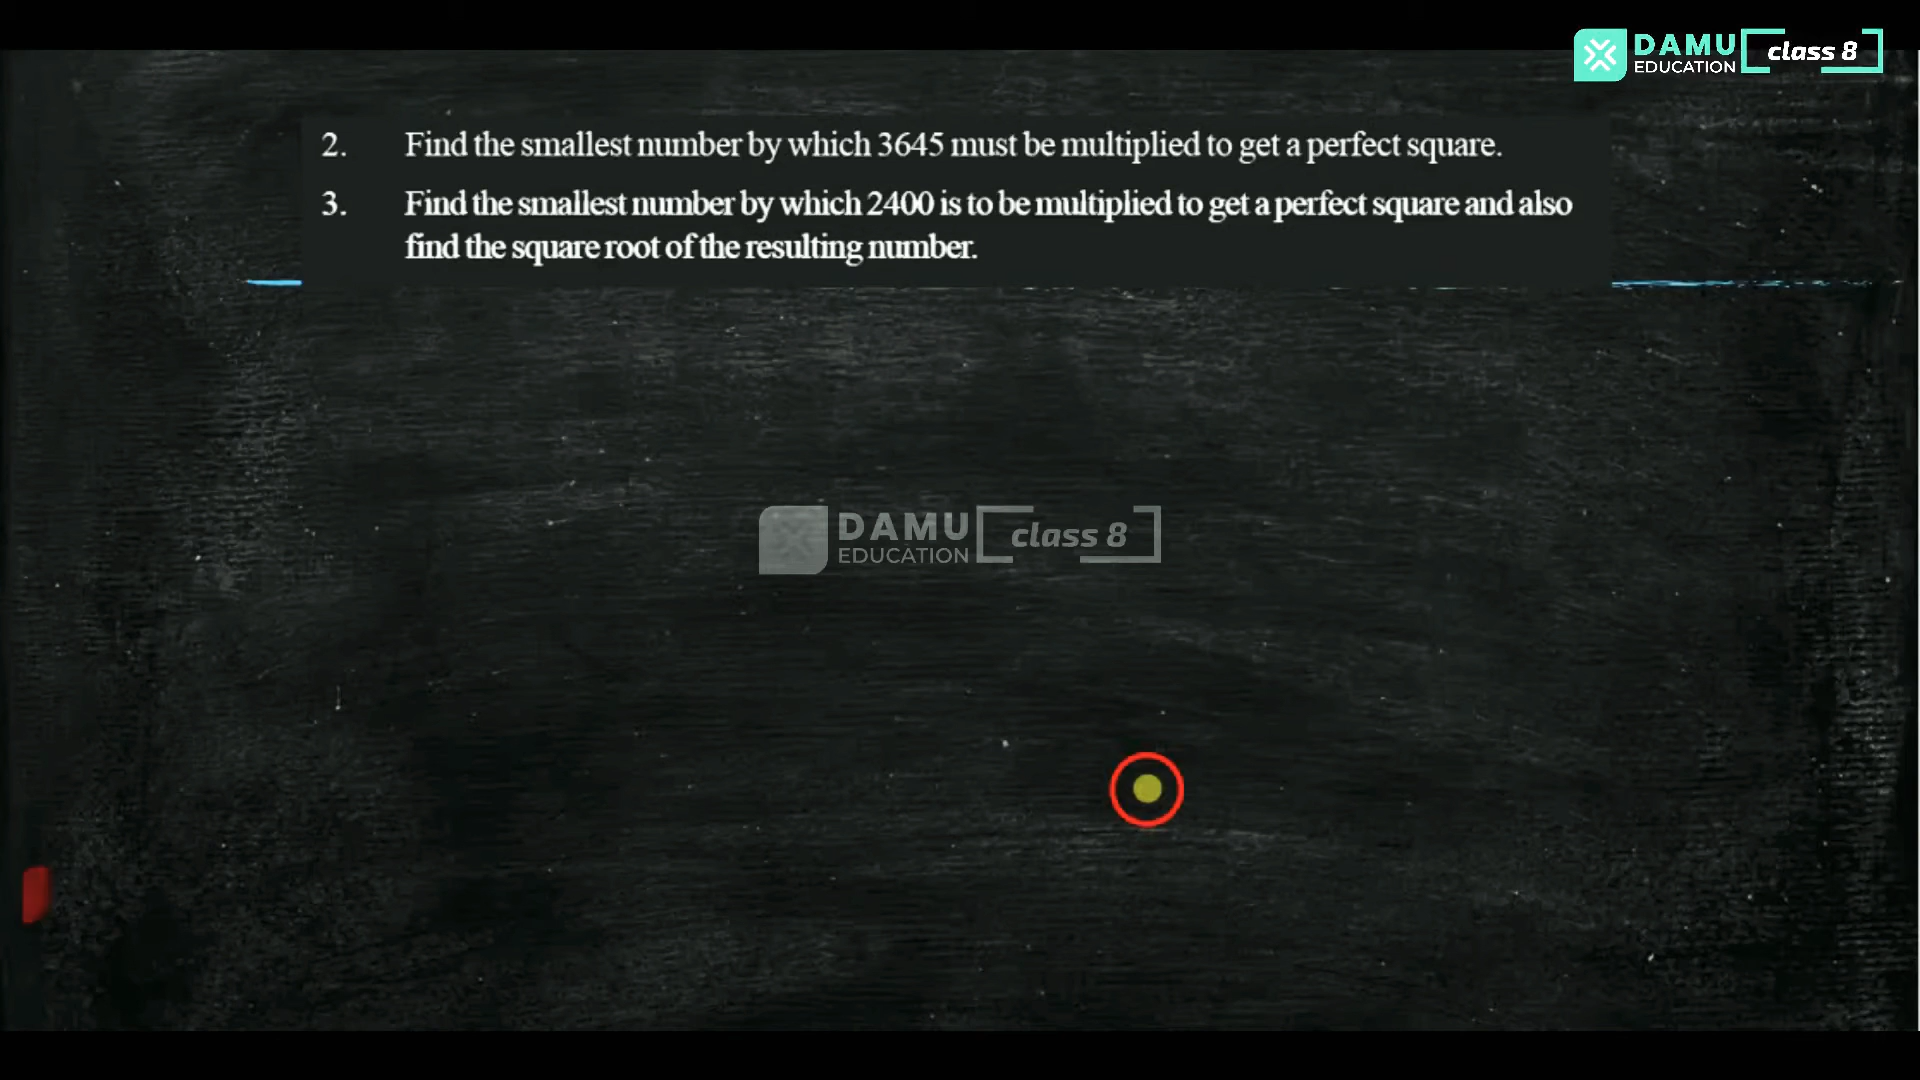 DAMU
EDUCATION
class 8
2. Find the smallest number by which 3645 must be multiplied to get a perfect square.
3. Find the smallest number by which 2400 is to be multiplied to get a perfect square and also
find the square root of the resulting number.
DAMU
EDUCATION
class 8